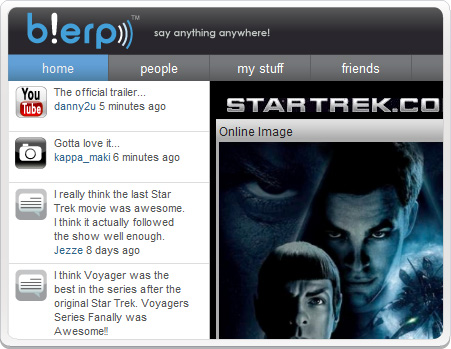 b!erp™
say anything anywhere!
home people my stuff friends
You
Tube
The official trailer...
danny2u 5 minutes ago
Gotta love it...
kappa_maki 6 minutes ago
I really think the last Star
Trek movie was awesome.
I think it actually followed
the show well enough.
Jezze 8 days ago
I think Voyager was the
best in the series after the
original Star Trek. Voyagers
Series Fanally was
Awesome!!
STARTREK.CO
Online Image